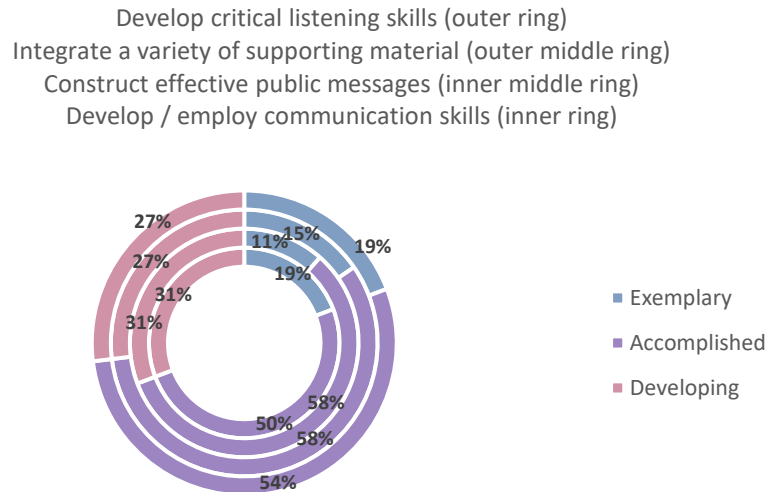 Develop critical listening skills (outer ring)
Integrate a variety of supporting material (outer middle ring)
Construct effective public messages (inner middle ring)
Develop / employ communication skills (inner ring)
27%
15%
11%
19%
27%
19%
31%
31%
58%
50%
58%
54%
Exemplary
Accomplished
Developing